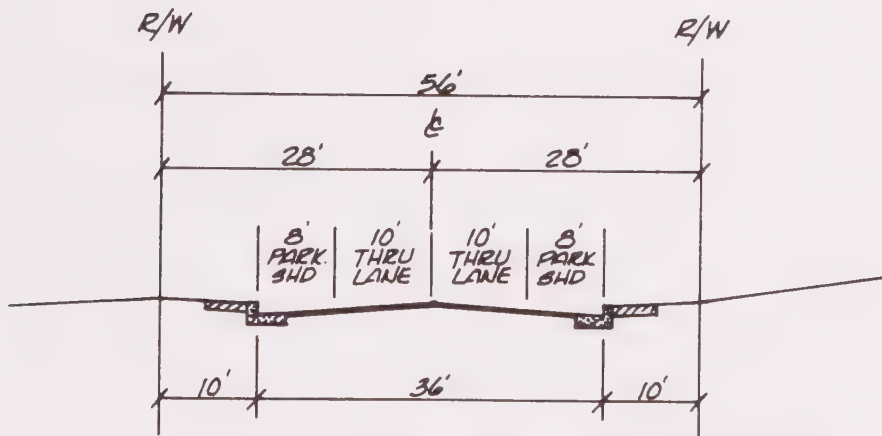 R/W
R/W
56'
℄
28'
28'
8'
PARK.
SHD
10'
THRU
LANE
10'
THRU
LANE
8'
PARK
SHD
10'
36'
10'